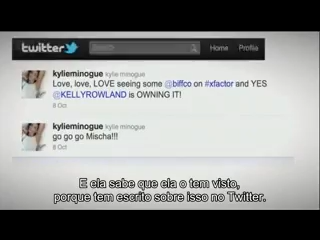 twitter
Home Profile
kylieminogue kylie minogue
Love, love, LOVE seeing some @biffco on #xfactor and YES
@KELLYROWLAND is OWNING IT!
8 Oct
kylieminogue kylie minogue
go go go Mischa!!!
8 Oct
E ela sabe que ela o tem visto,
porque tem escrito sobre isso no Twitter.